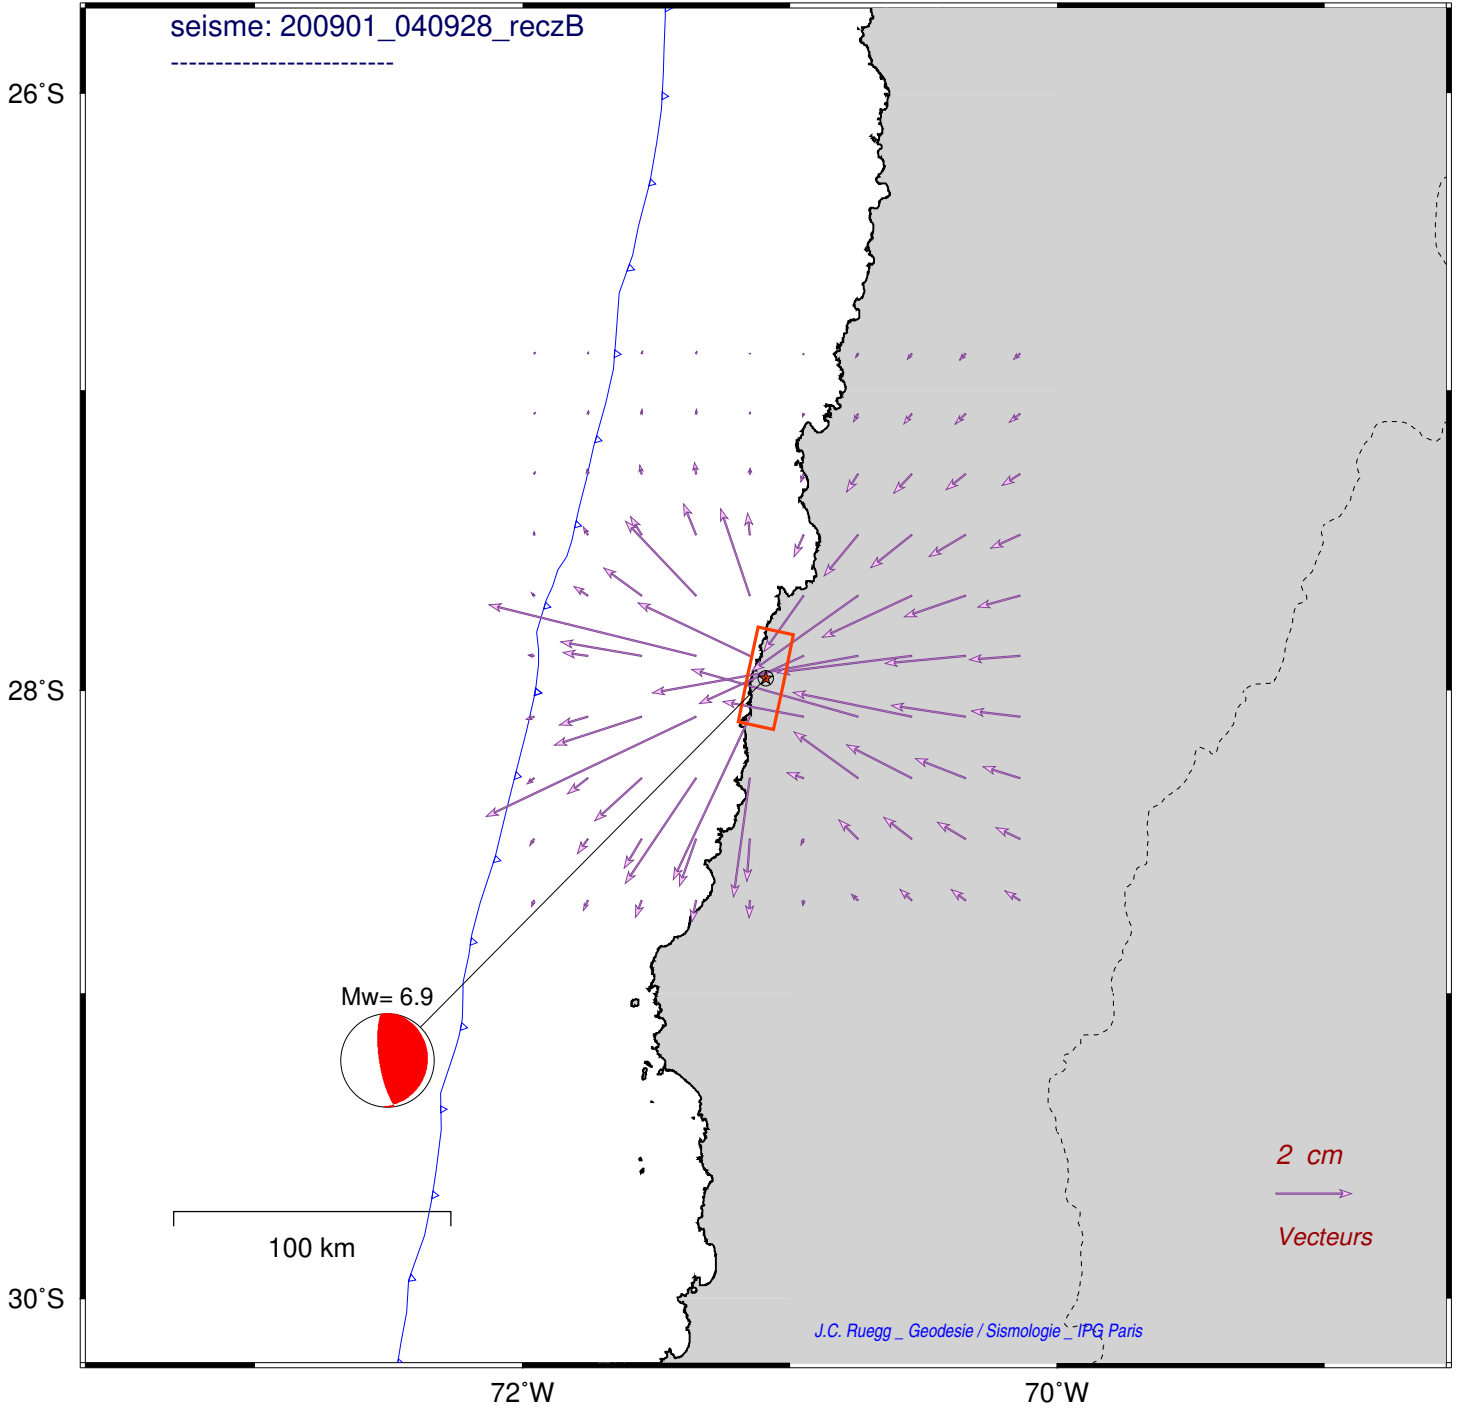 seisme: 200901_040928_reczB
-------------------------
26°S
28°S
Mw= 6.9
2 cm
Vecteurs
100 km
30°S
J.C. Ruegg _ Geodesie / Sismologie _ IPG Paris
72°W
70°W